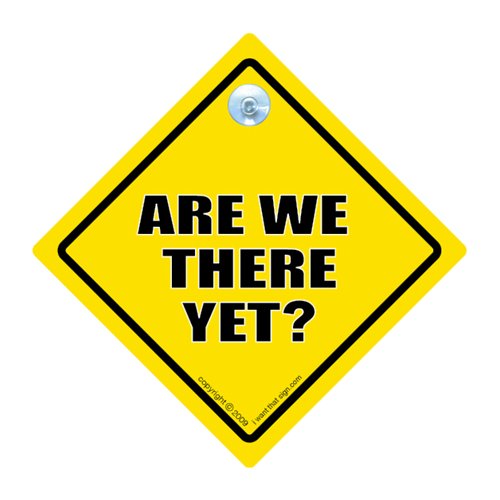 ARE WE
THERE
YET?
copyright © 2009
i want that sign.com